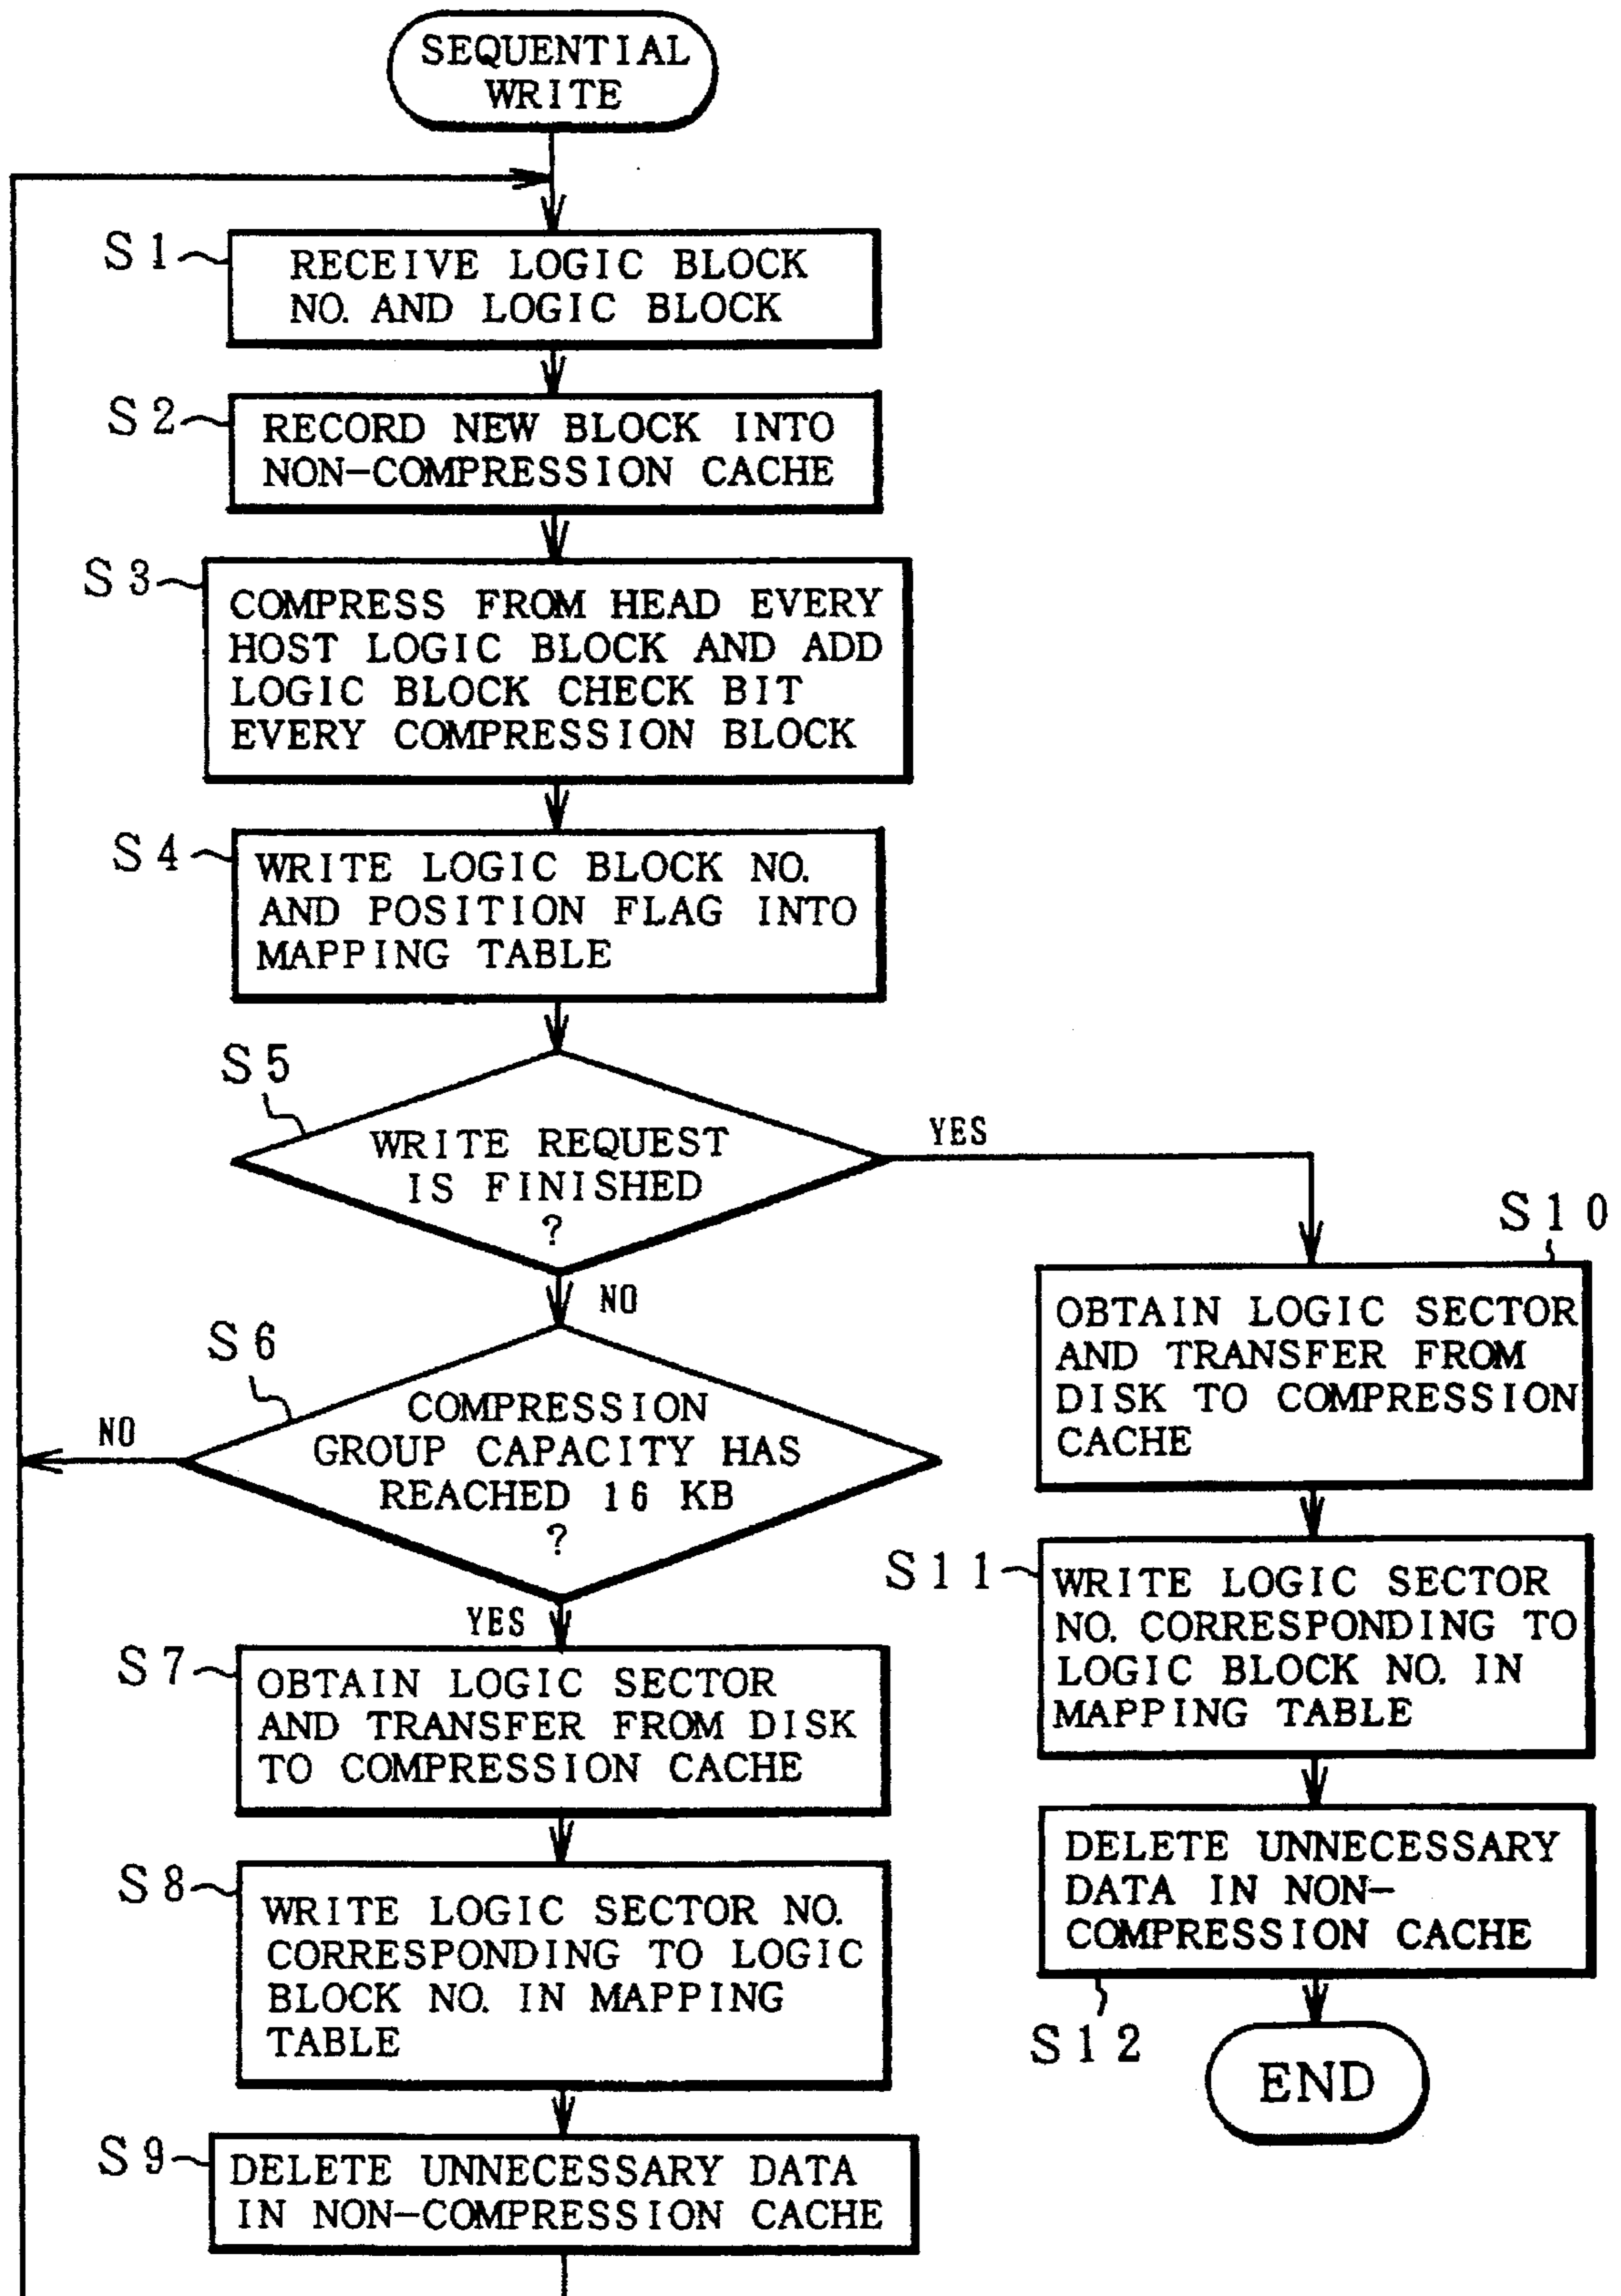 SEQUENTIAL
WRITE
S1
RECEIVE LOGIC BLOCK
NO. AND LOGIC BLOCK
S2
RECORD NEW BLOCK INTO
NON-COMPRESSION CACHE
S3
COMPRESS FROM HEAD EVERY
HOST LOGIC BLOCK AND ADD
LOGIC BLOCK CHECK BIT
EVERY COMPRESSION BLOCK
S4
WRITE LOGIC BLOCK NO.
AND POSITION FLAG INTO
MAPPING TABLE
S5
WRITE REQUEST
IS FINISHED
?
YES
NO
S6
COMPRESSION
GROUP CAPACITY HAS
REACHED 16 KB
?
NO
YES
S7
OBTAIN LOGIC SECTOR
AND TRANSFER FROM DISK
TO COMPRESSION CACHE
S8
WRITE LOGIC SECTOR NO.
CORRESPONDING TO LOGIC
BLOCK NO. IN MAPPING
TABLE
S9
DELETE UNNECESSARY DATA
IN NON-COMPRESSION CACHE
S10
OBTAIN LOGIC SECTOR
AND TRANSFER FROM
DISK TO COMPRESSION
CACHE
S11
WRITE LOGIC SECTOR
NO. CORRESPONDING TO
LOGIC BLOCK NO. IN
MAPPING TABLE
DELETE UNNECESSARY
DATA IN NON-
COMPRESSION CACHE
S12
END